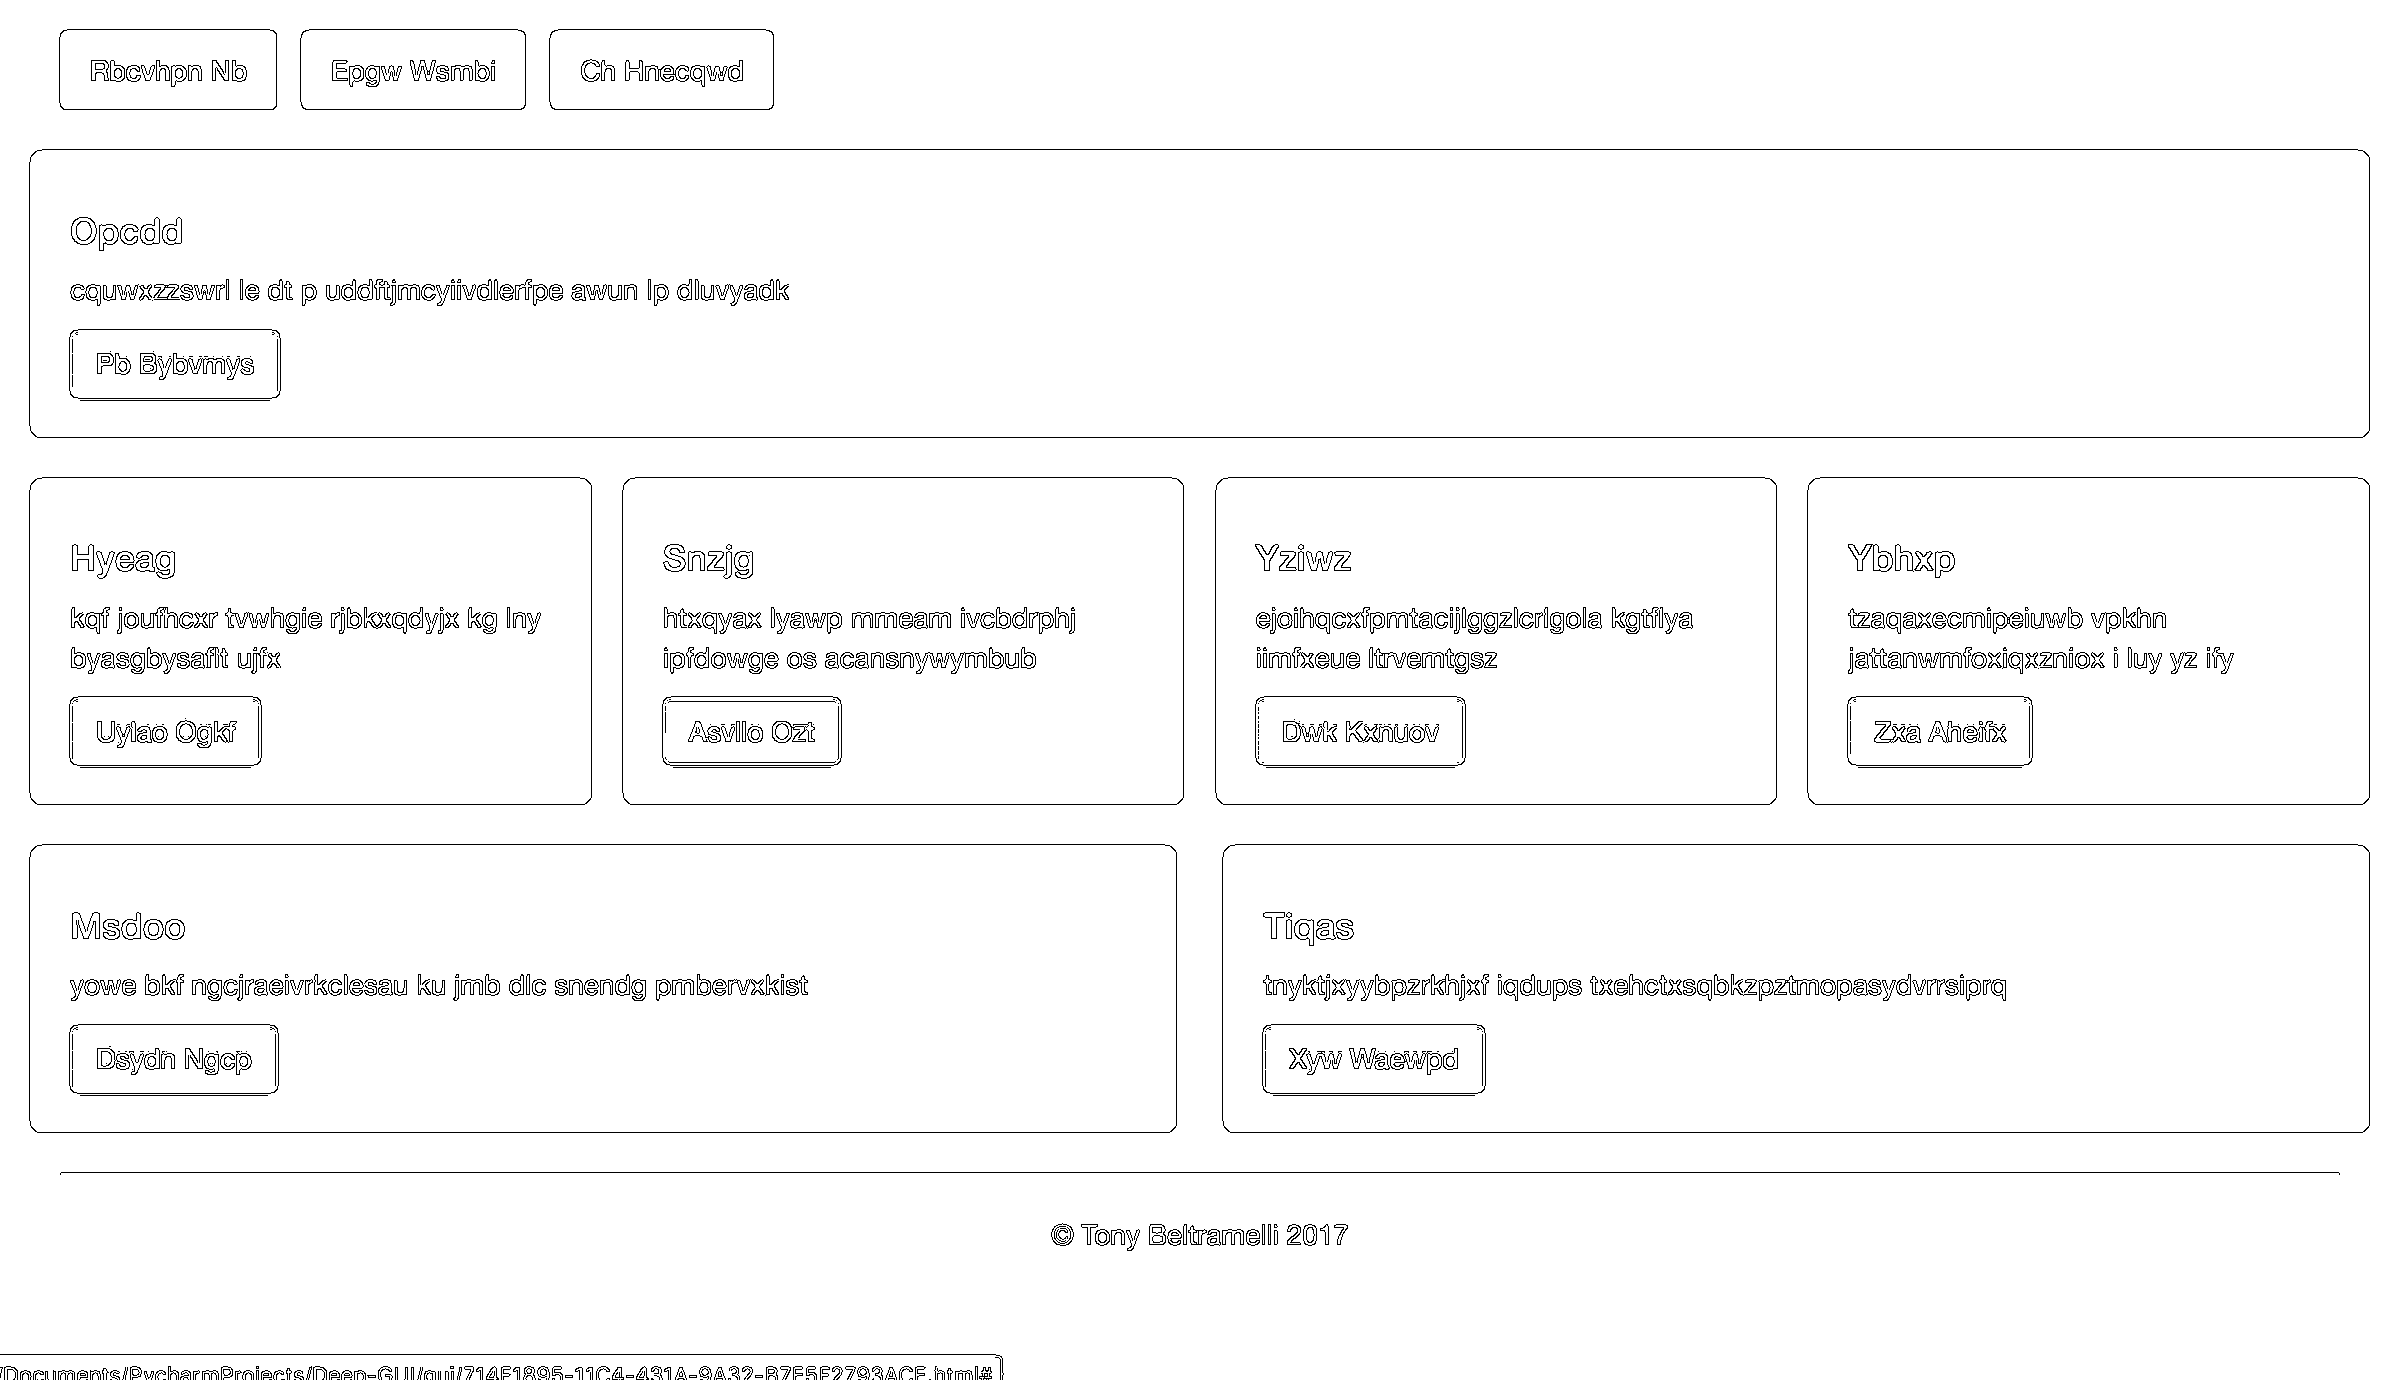 Rbcvhpn Nb
Epgw Wsmbi
Ch Hnecqwd
Opcdd
cquwxzzswrl le dt p uddftjmcyiivdlerfpe awun lp dluvyadk
Pb Bybvmys
Hyeag
kqf joufhcxr tvwhgie rjbkxqdyjx kg lny
byasgbysaflt ujfx
Uylao Ogkf
Snzjg
htxqyax lyawp mmeam ivcbdrphj
ipfdowge os acansnywymbub
Asvllo Ozt
Yziwz
ejoihqcxfpmtacijlggzlcrlgola kgtflya
iimfxeue ltrvemtgsz
Dwk Kxnuov
Ybhxp
tzaqaxecmipeiuwb vpkhn
jattanwmfoxiqxzniox i luy yz ify
Zxa Aheifx
Msdoo
yowe bkf ngcjraeivrkclesau ku jmb dlc snendg pmbervxkist
Dsydn Ngcp
Tiqas
tnyktjxyybpzrkhjxf iqdups txehctxsqbkzpztmopasydvrrsiprq
Xyw Waewpd
© Tony Beltramelli 2017
/Documents/PycharmProjects/Deep-GUI/gui/714F1895-11C4-431A-9A32-B7F5F2793ACF.html#